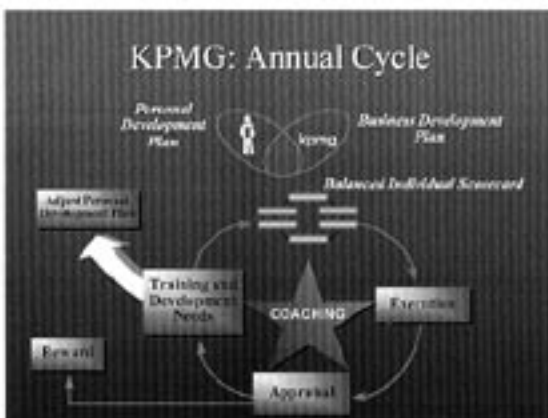 KPMG: Annual Cycle
Personal
Development
Plan
kpmg
Business Development
Plan
Balanced Individual Scorecard
Adjust Personal
Development Plan
Training and
Development
Needs
COACHING
Execution
Reward
Appraisal